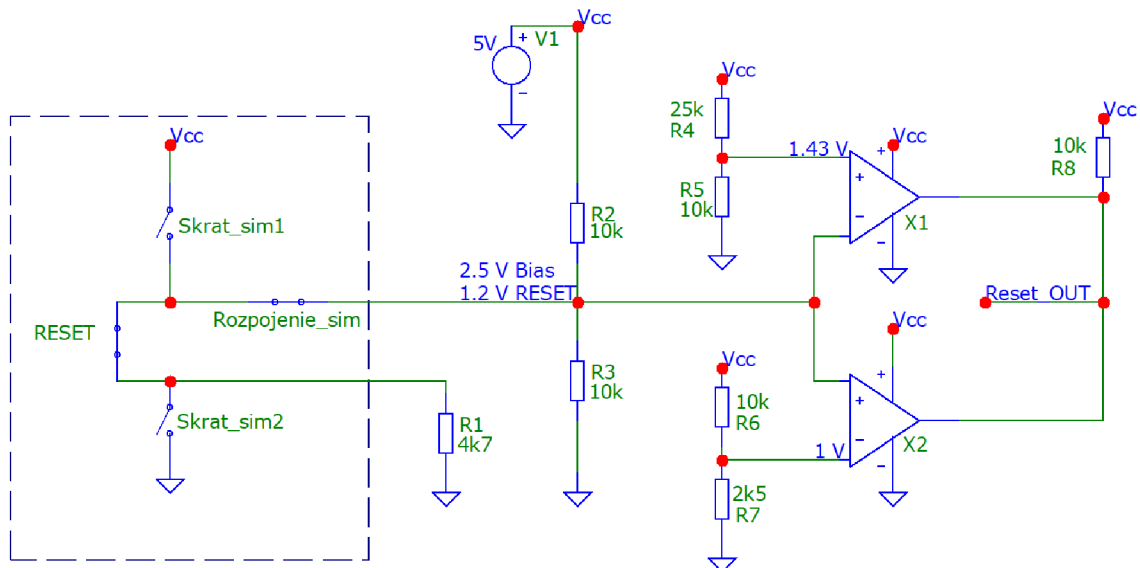 Vcc
5V
V1
Vcc
Vcc
25k
R4
Vcc
10k
R8
1.43 V
Vcc
Skrat_sim1
R2
10k
R5
10k
X1
2.5 V Bias
1.2 V RESET
Rozpojenie_sim
Reset_OUT
RESET
Vcc
Vcc
R3
10k
10k
R6
Skrat_sim2
R1
4k7
1 V
X2
2k5
R7